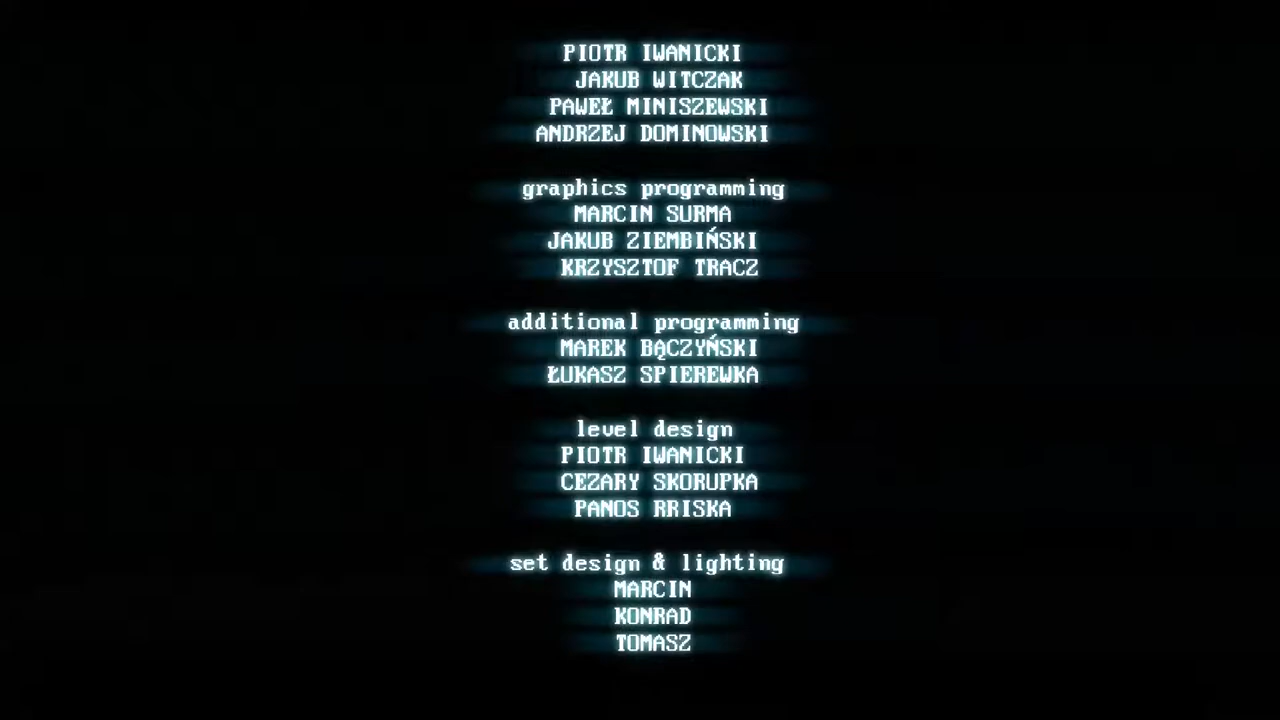 PIOTR IWANICKI
JAKUB WITCZAK
PAWEŁ MINISZEWSKI
ANDRZEJ DOMINOWSKI
graphics programming
MARCIN SURMA
JAKUB ZIEMBIŃSKI
KRZYSZTOF TRACZ
additional programming
MAREK BĄCZYŃSKI
ŁUKASZ SPIEREWKA
level design
PIOTR IWANICKI
CEZARY SKORUPKA
PANOS RRISKA
set design & lighting
MARCIN
KONRAD
TOMASZ